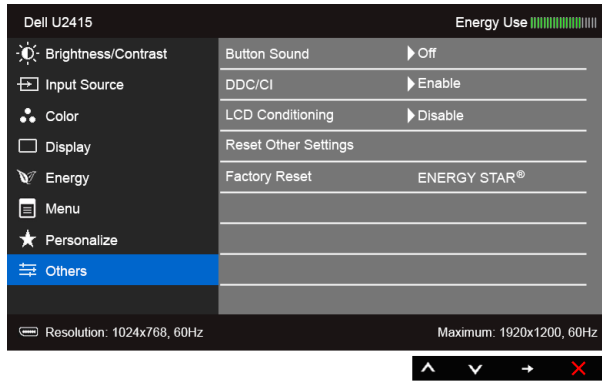 Dell U2415 Energy Use
Brightness/Contrast Button Sound Off
Input Source DDC/CI Enable
Color LCD Conditioning Disable
Display Reset Other Settings
Energy Factory Reset ENERGY STAR®
Menu
Personalize
Others
Resolution: 1024x768, 60Hz Maximum: 1920x1200, 60Hz